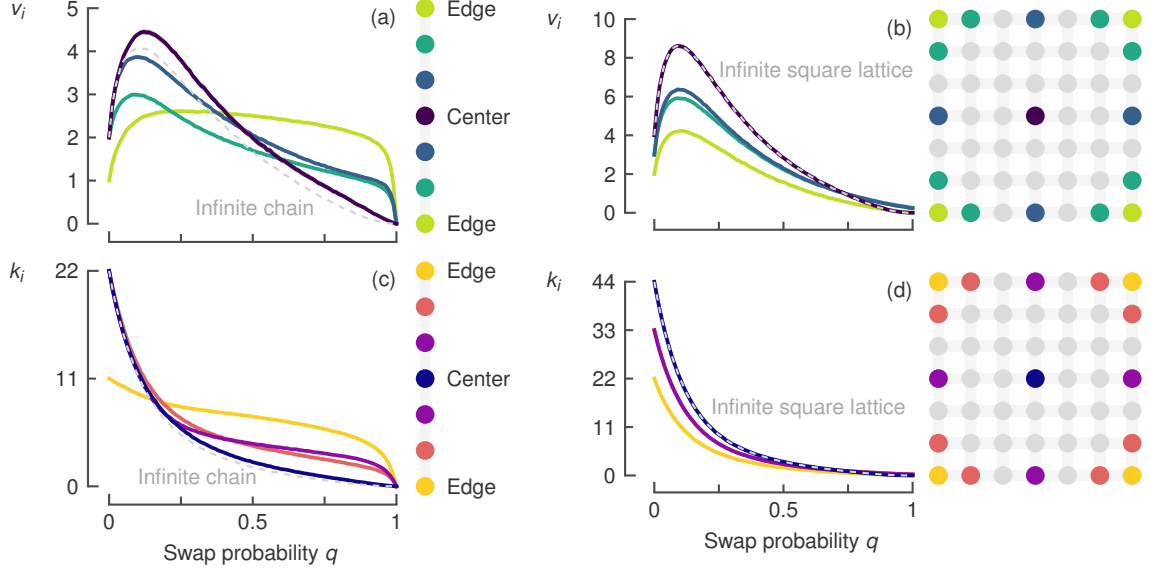 v_i
5
4
3
2
1
0
(a)
Infinite chain
Edge
Center
Edge
v_i
10
8
6
4
2
0
(b)
Infinite square lattice
k_i
22
11
0
(c)
Infinite chain
0
0.5
1
Swap probability q
Edge
Center
Edge
k_i
44
33
22
11
0
(d)
Infinite square lattice
0
0.5
1
Swap probability q